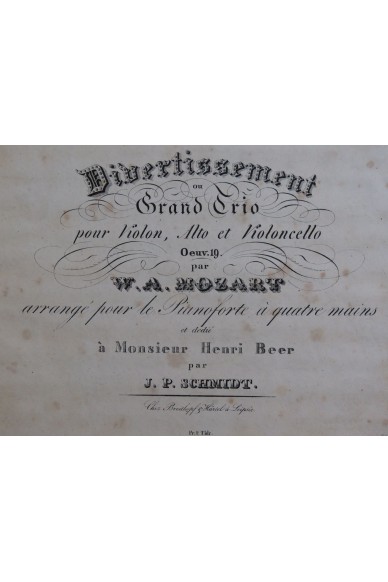 Divertissement
ou
Grand Trio
pour Violon, Alto et Violoncello
Oeuv. 19.
par
W. A. MOZART
arrangé pour le Pianoforte à quatre mains
et dédié
à Monsieur Henri Beer
par
J. P. SCHMIDT.
Chez Breitkopf & Härtel à Leipsic